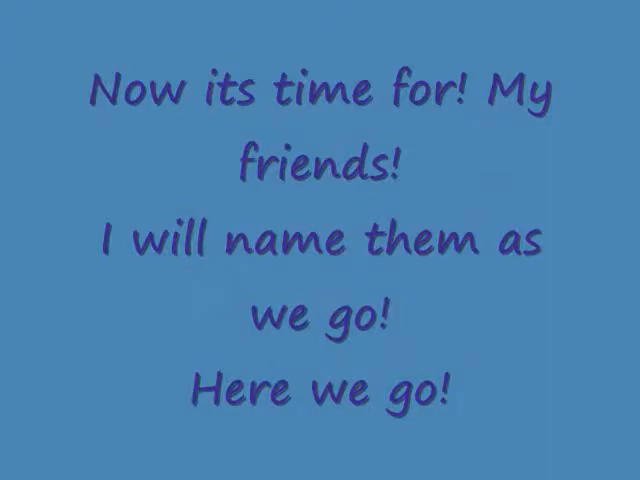 Now its time for! My
friends!
I will name them as
we go!
Here we go!